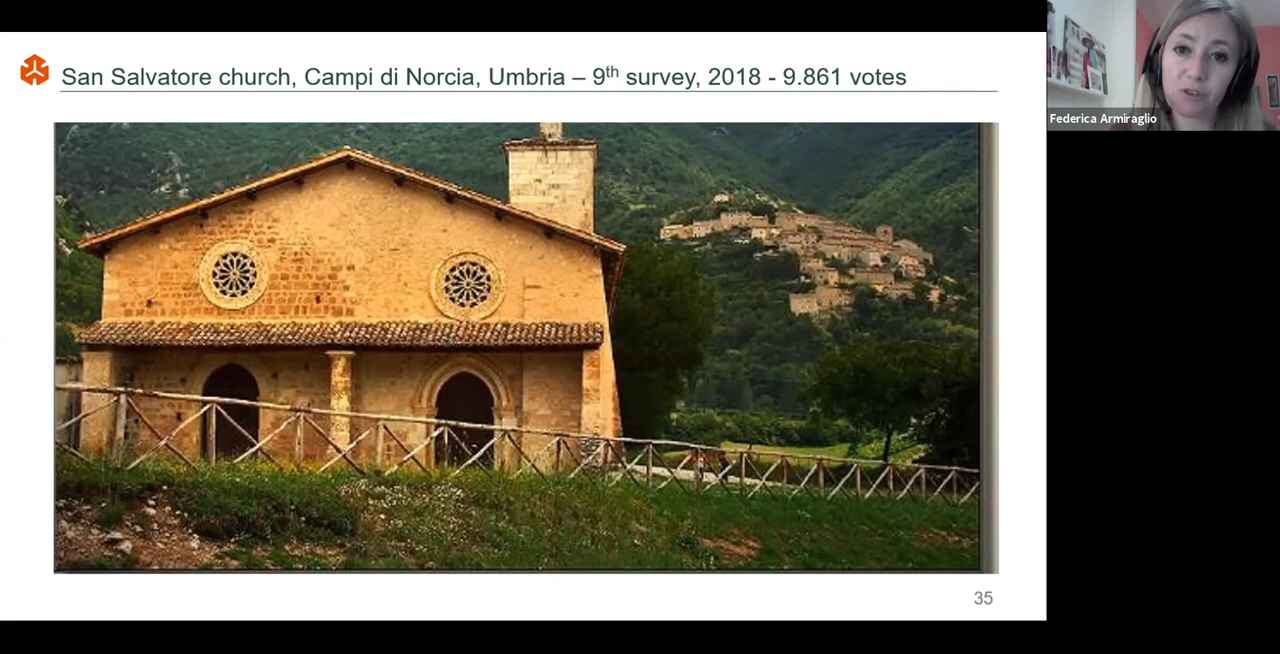 San Salvatore church, Campi di Norcia, Umbria – 9th survey, 2018 - 9.861 votes
Federica Armiraglio
35